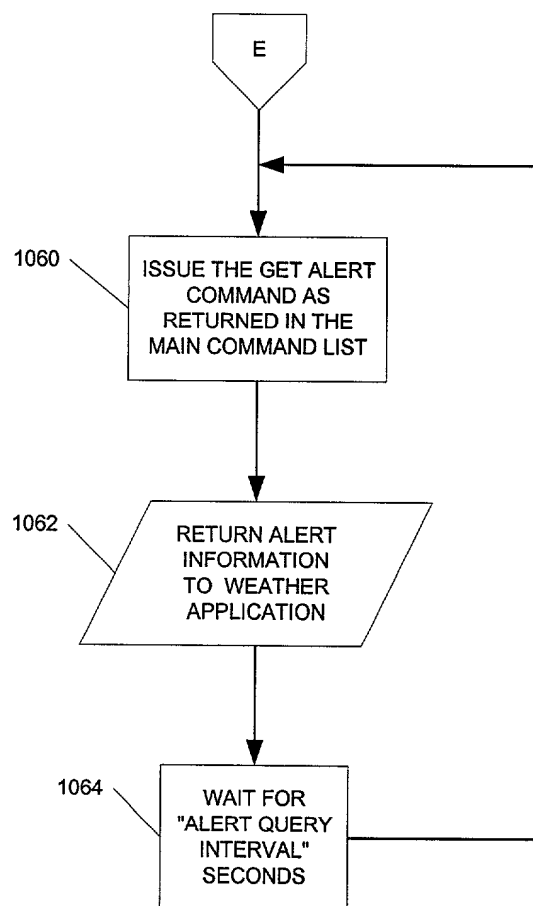 E
1060
ISSUE THE GET ALERT
COMMAND AS
RETURNED IN THE
MAIN COMMAND LIST
1062
RETURN ALERT
INFORMATION
TO WEATHER
APPLICATION
1064
WAIT FOR
"ALERT QUERY
INTERVAL"
SECONDS